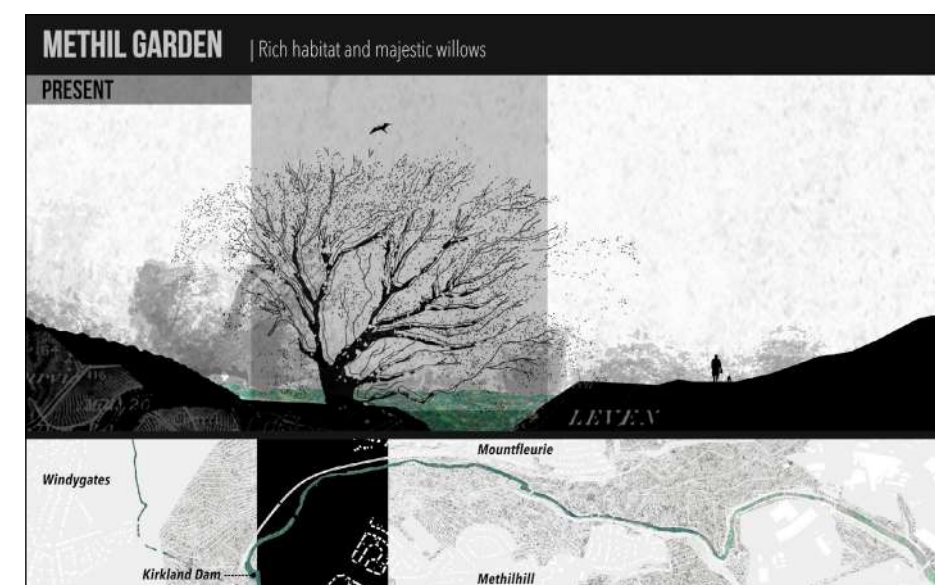 METHIL GARDEN | Rich habitat and majestic willows
PRESENT
LEVEN
Mountfleurie
Windygates
Kirkland Dam
Methilhill